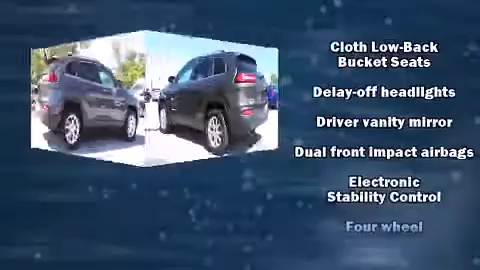 Cloth Low-Back
Bucket Seats
Delay-off headlights
Driver vanity mirror
Dual front impact airbags
Electronic
Stability Control
Four wheel